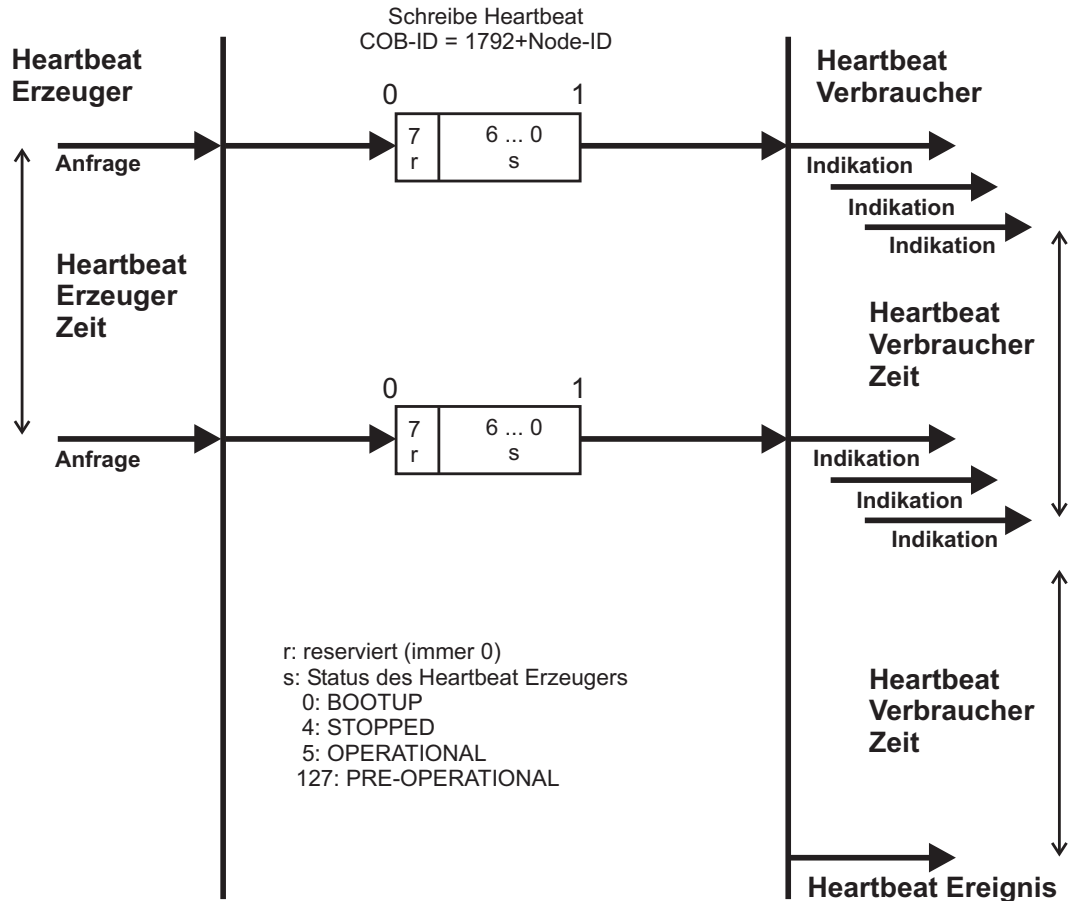 Schreibe Heartbeat
COB-ID = 1792+Node-ID
Heartbeat
Erzeuger
Heartbeat
Verbraucher
0 1
7 6 ... 0
r s
Anfrage
Indikation
Indikation
Indikation
Heartbeat
Erzeuger
Zeit
Heartbeat
Verbraucher
Zeit
0 1
7 6 ... 0
r s
Anfrage
Indikation
Indikation
Indikation
r: reserviert (immer 0)
s: Status des Heartbeat Erzeugers
0: BOOTUP
4: STOPPED
5: OPERATIONAL
127: PRE-OPERATIONAL
Heartbeat
Verbraucher
Zeit
Heartbeat Ereignis